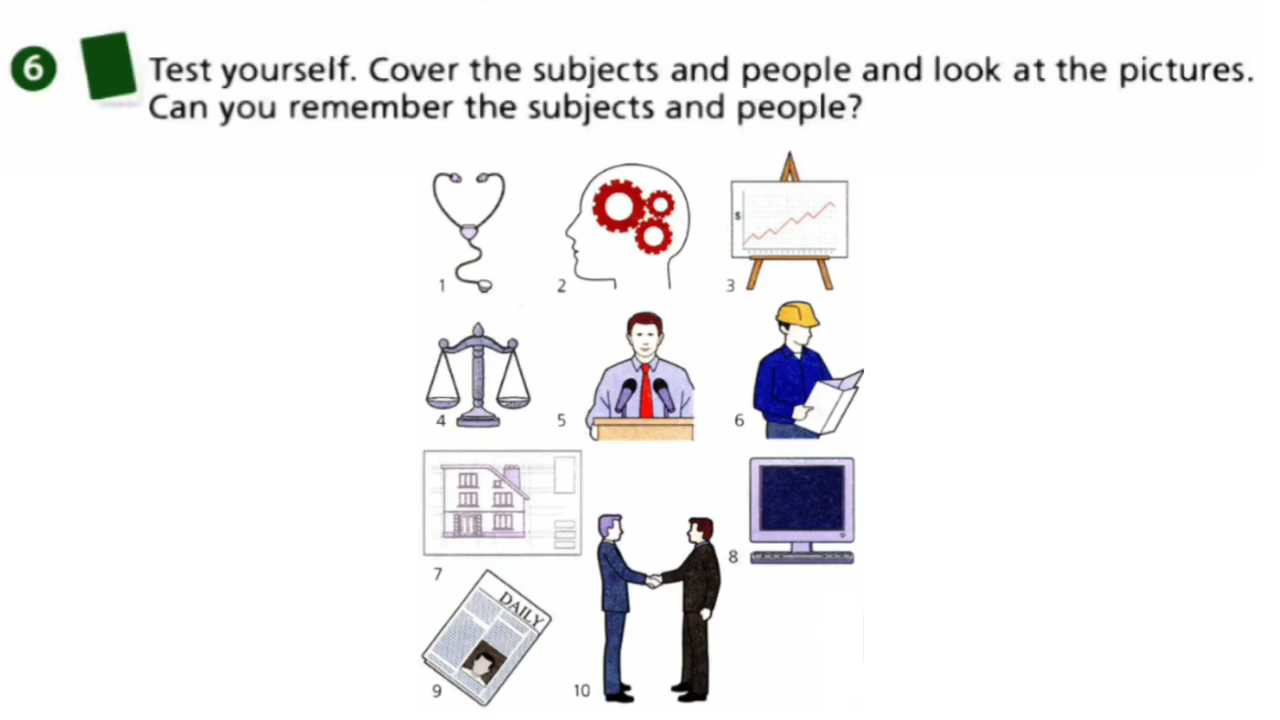 6 Test yourself. Cover the subjects and people and look at the pictures.
Can you remember the subjects and people?
1 2 3
$
4 5 6
7 8
DAILY
9 10